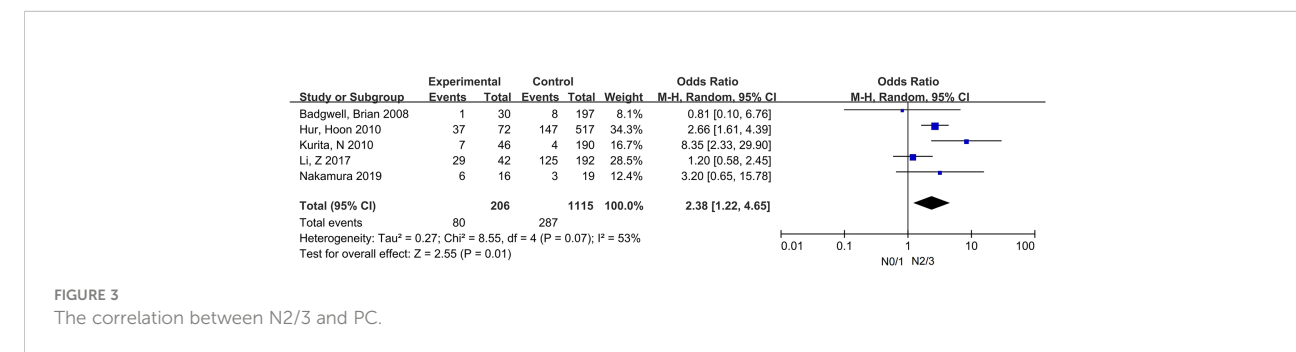 Experimental Control Odds Ratio Odds Ratio
Study or Subgroup Events Total Events Total Weight M-H, Random, 95% CI M-H, Random, 95% CI
Badgwell, Brian 2008 1 30 8 197 8.1% 0.81 [0.10, 6.76]
Hur, Hoon 2010 37 72 147 517 34.3% 2.66 [1.61, 4.39]
Kurita, N 2010 7 46 4 190 16.7% 8.35 [2.33, 29.90]
Li, Z 2017 29 42 125 192 28.5% 1.20 [0.58, 2.45]
Nakamura 2019 6 16 3 19 12.4% 3.20 [0.65, 15.78]
Total (95% CI) 206 1115 100.0% 2.38 [1.22, 4.65]
Total events 80 287
Heterogeneity: Tau² = 0.27; Chi² = 8.55, df = 4 (P = 0.07); I² = 53%
Test for overall effect: Z = 2.55 (P = 0.01)
0.01 0.1 1 10 100
N0/1 N2/3
FIGURE 3
The correlation between N2/3 and PC.